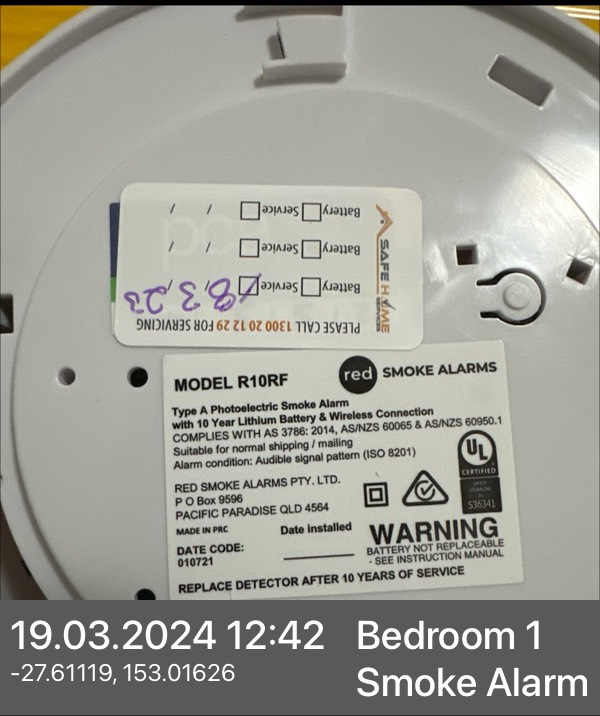 PLEASE CALL 1300 20 12 29 FOR SERVICING
SAFE HOME
SERVICES
Battery Service / 8 / 3 / 23
Battery Service / /
Battery Service / /
MODEL R10RF
red SMOKE ALARMS
Type A Photoelectric Smoke Alarm
with 10 Year Lithium Battery & Wireless Connection
COMPLIES WITH AS 3786: 2014, AS/NZS 60065 & AS/NZS 60950.1
Suitable for normal shipping / mailing
Alarm condition: Audible signal pattern (ISO 8201)
RED SMOKE ALARMS PTY. LTD.
P O Box 9596
PACIFIC PARADISE QLD 4564
UL
CERTIFIED
SAFETY
S36341
MADE IN PRC
Date installed
DATE CODE:
010721
WARNING
BATTERY NOT REPLACEABLE
- SEE INSTRUCTION MANUAL
REPLACE DETECTOR AFTER 10 YEARS OF SERVICE
19.03.2024 12:42
-27.61119, 153.01626
Bedroom 1
Smoke Alarm